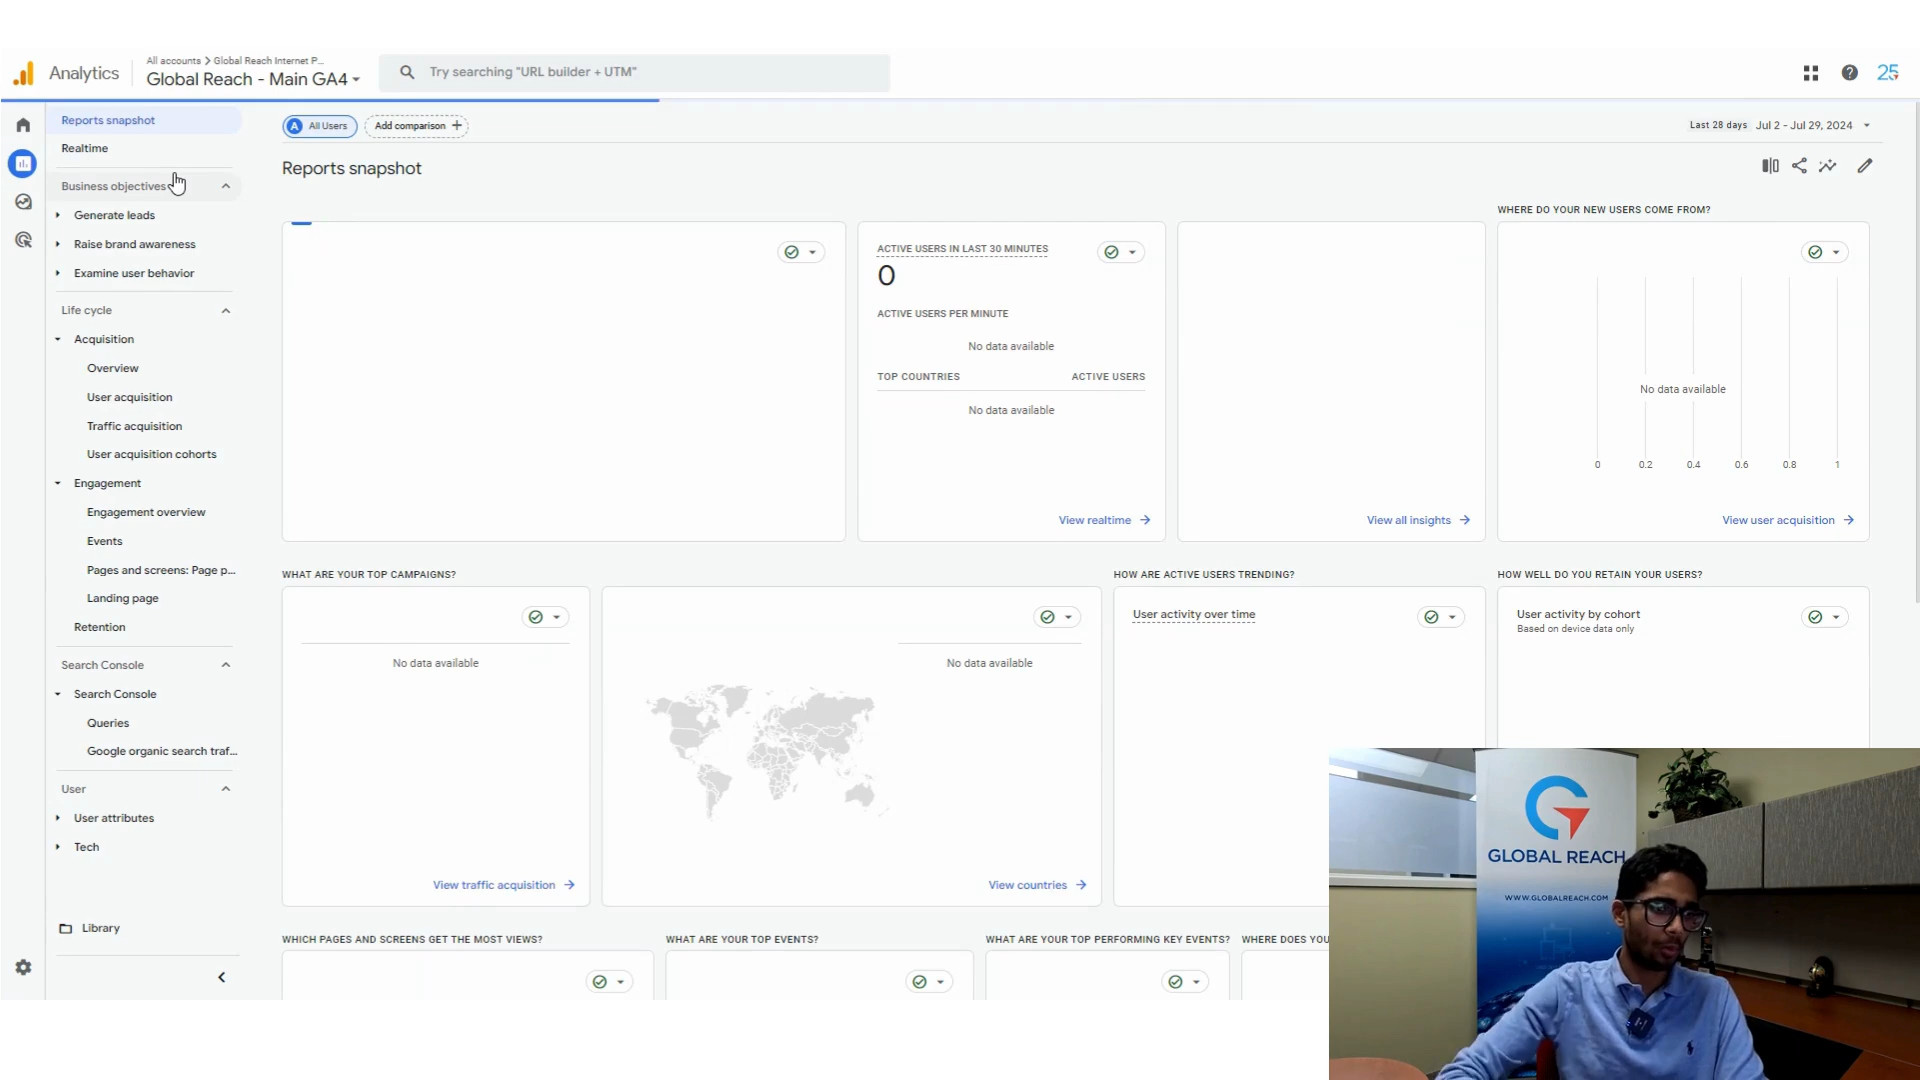 Analytics
All accounts > Global Reach Internet P...
Global Reach - Main GA4
Try searching "URL builder + UTM"
25
Reports snapshot
Realtime
Business objectives
Generate leads
Raise brand awareness
Examine user behavior
Life cycle
Acquisition
Overview
User acquisition
Traffic acquisition
User acquisition cohorts
Engagement
Engagement overview
Events
Pages and screens: Page p...
Landing page
Retention
Search Console
Search Console
Queries
Google organic search traf...
User
User attributes
Tech
Library
A All Users
Add comparison +
Last 28 days Jul 2 - Jul 29, 2024
Reports snapshot
ACTIVE USERS IN LAST 30 MINUTES
0
ACTIVE USERS PER MINUTE
No data available
TOP COUNTRIES ACTIVE USERS
No data available
View realtime
View all insights
WHERE DO YOUR NEW USERS COME FROM?
No data available
0 0.2 0.4 0.6 0.8 1
View user acquisition
WHAT ARE YOUR TOP CAMPAIGNS?
No data available
View traffic acquisition
No data available
View countries
HOW ARE ACTIVE USERS TRENDING?
User activity over time
HOW WELL DO YOU RETAIN YOUR USERS?
User activity by cohort
Based on device data only
WHICH PAGES AND SCREENS GET THE MOST VIEWS?
WHAT ARE YOUR TOP EVENTS?
WHAT ARE YOUR TOP PERFORMING KEY EVENTS?
WHERE DOES YOU
GLOBAL REACH
WWW.GLOBALREACH.COM